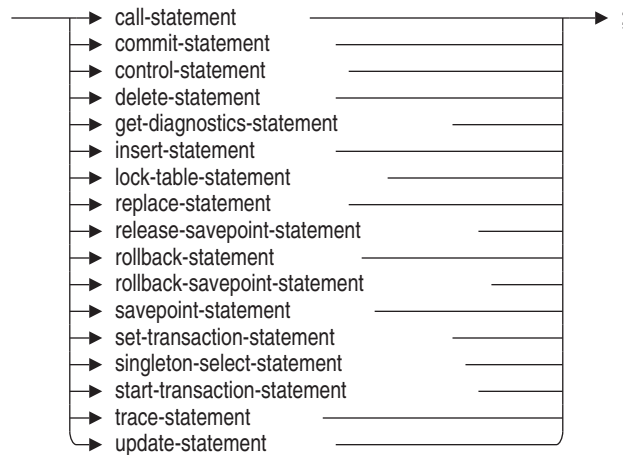 call-statement ;
commit-statement
control-statement
delete-statement
get-diagnostics-statement
insert-statement
lock-table-statement
replace-statement
release-savepoint-statement
rollback-statement
rollback-savepoint-statement
savepoint-statement
set-transaction-statement
singleton-select-statement
start-transaction-statement
trace-statement
update-statement